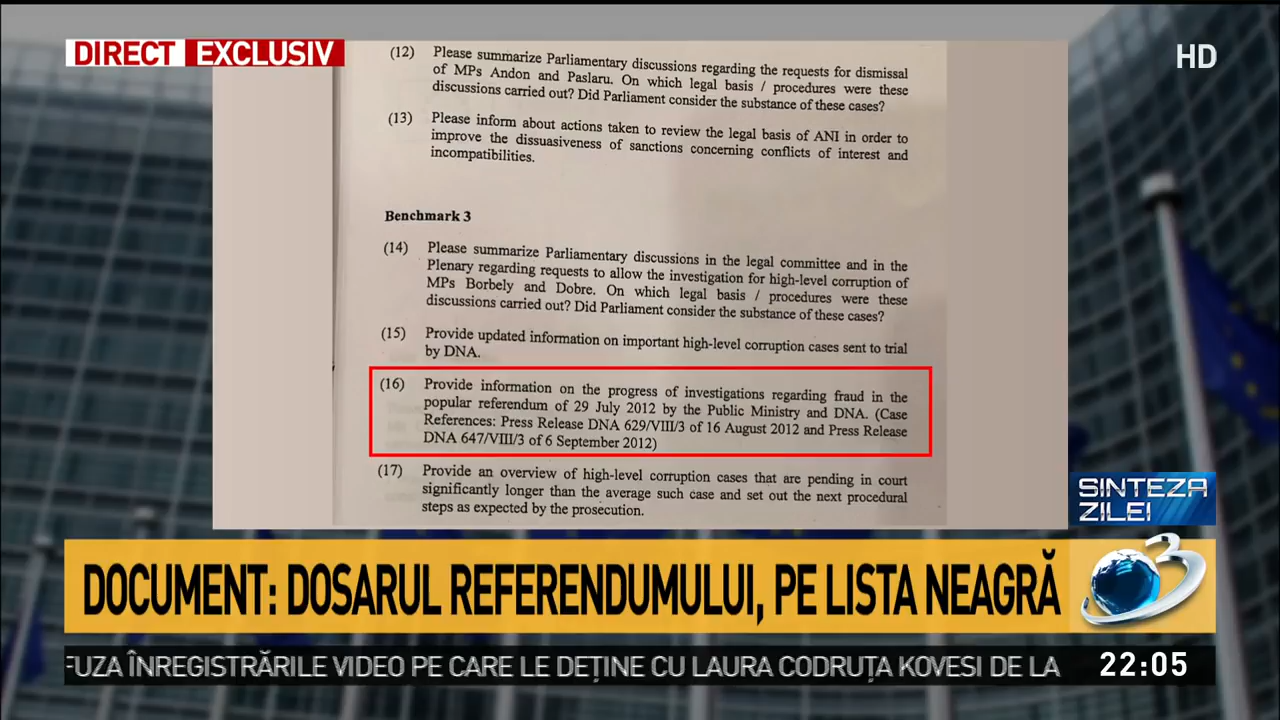 DIRECT EXCLUSIV
HD
(12) Please summarize Parliamentary discussions regarding the requests for dismissal
of MPs Andon and Paslaru. On which legal basis / procedures were these
discussions carried out? Did Parliament consider the substance of these cases?
(13) Please inform about actions taken to review the legal basis of ANI in order to
improve the dissuasiveness of sanctions concerning conflicts of interest and
incompatibilities.
Benchmark 3
(14) Please summarize Parliamentary discussions in the legal committee and in the
Plenary regarding requests to allow the investigation for high-level corruption of
MPs Borbely and Dobre. On which legal basis / procedures were these
discussions carried out? Did Parliament consider the substance of these cases?
(15) Provide updated information on important high-level corruption cases sent to trial
by DNA.
(16) Provide information on the progress of investigations regarding fraud in the
popular referendum of 29 July 2012 by the Public Ministry and DNA. (Case
References: Press Release DNA 629/VIII/3 of 16 August 2012 and Press Release
DNA 647/VIII/3 of 6 September 2012)
(17) Provide an overview of high-level corruption cases that are pending in court
significantly longer than the average such case and set out the next procedural
steps as expected by the prosecution.
SINTEZA
ZILEI
DOCUMENT: DOSARUL REFERENDUMULUI, PE LISTA NEAGRĂ
3
FUZA ÎNREGISTRĂRILE VIDEO PE CARE LE DEȚINE CU LAURA CODRUȚA KOVESI DE LA
22:05